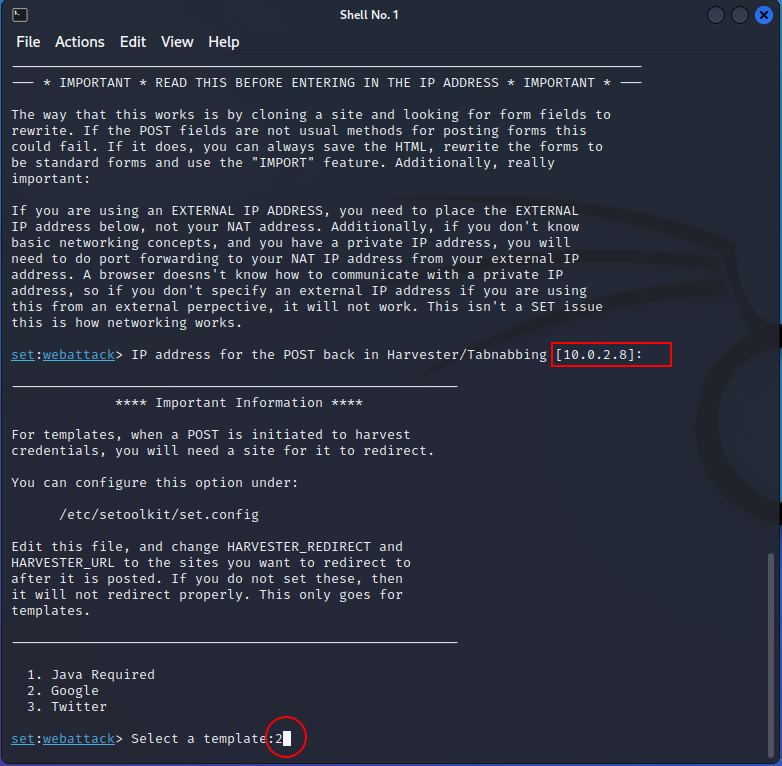 Shell No. 1
File Actions Edit View Help
--- * IMPORTANT * READ THIS BEFORE ENTERING IN THE IP ADDRESS * IMPORTANT * ---
The way that this works is by cloning a site and looking for form fields to
rewrite. If the POST fields are not usual methods for posting forms this
could fail. If it does, you can always save the HTML, rewrite the forms to
be standard forms and use the "IMPORT" feature. Additionally, really
important:
If you are using an EXTERNAL IP ADDRESS, you need to place the EXTERNAL
IP address below, not your NAT address. Additionally, if you don't know
basic networking concepts, and you have a private IP address, you will
need to do port forwarding to your NAT IP address from your external IP
address. A browser doesns't know how to communicate with a private IP
address, so if you don't specify an external IP address if you are using
this from an external perpective, it will not work. This isn't a SET issue
this is how networking works.
set:webattack> IP address for the POST back in Harvester/Tabnabbing [10.0.2.8]:
**** Important Information ****
For templates, when a POST is initiated to harvest
credentials, you will need a site for it to redirect.
You can configure this option under:
/etc/setoolkit/set.config
Edit this file, and change HARVESTER_REDIRECT and
HARVESTER_URL to the sites you want to redirect to
after it is posted. If you do not set these, then
it will not redirect properly. This only goes for
templates.
1. Java Required
2. Google
3. Twitter
set:webattack> Select a template:2